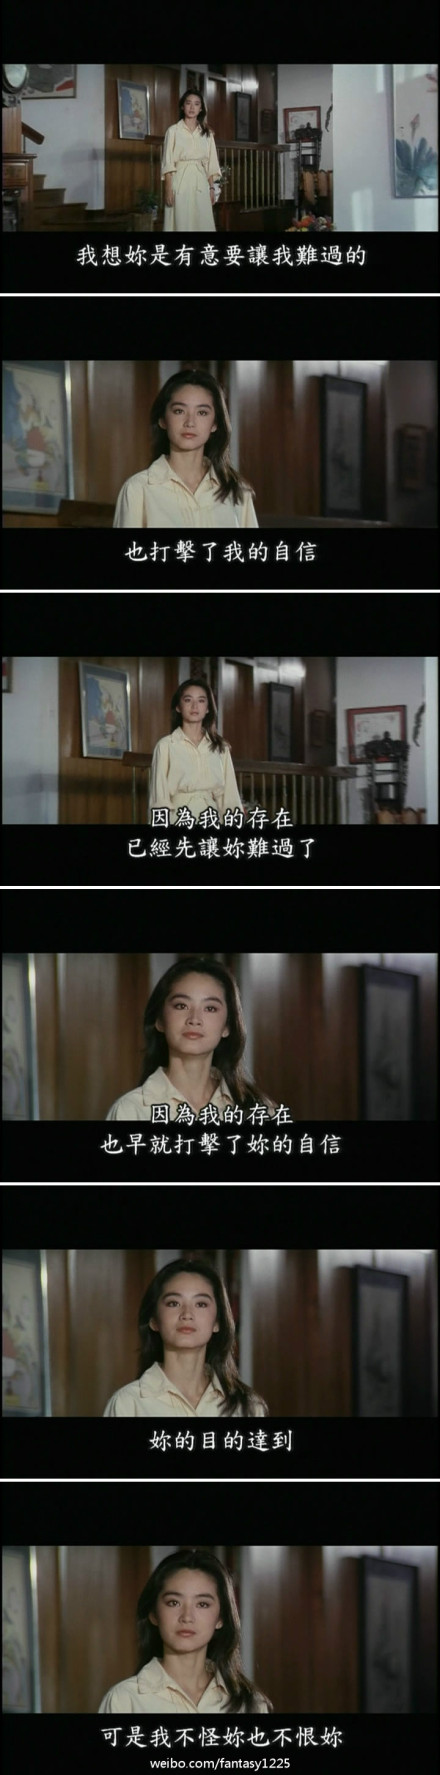 我想妳是有意要讓我難過的
也打擊了我的自信
因為我的存在
已經先讓妳難過了
因為我的存在
也早就打擊了妳的自信
妳的目的達到
可是我不怪妳也不恨妳
weibo.com/fantasy1225